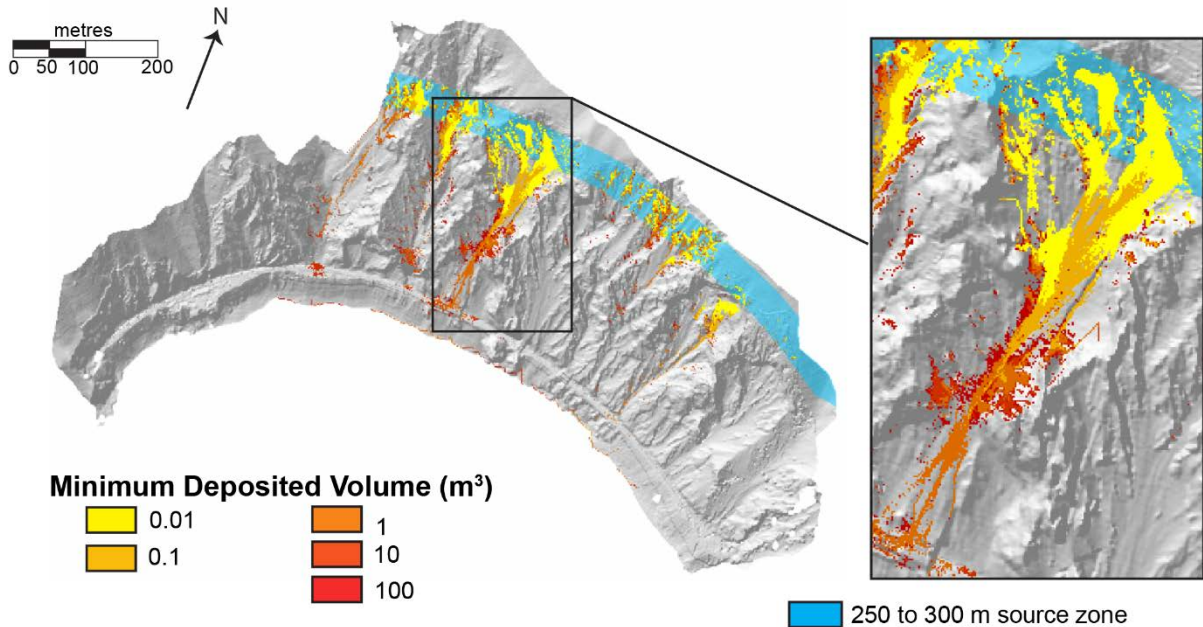 N
metres
0 50 100 200
Minimum Deposited Volume (m³)
0.01 1
0.1 10
100
250 to 300 m source zone